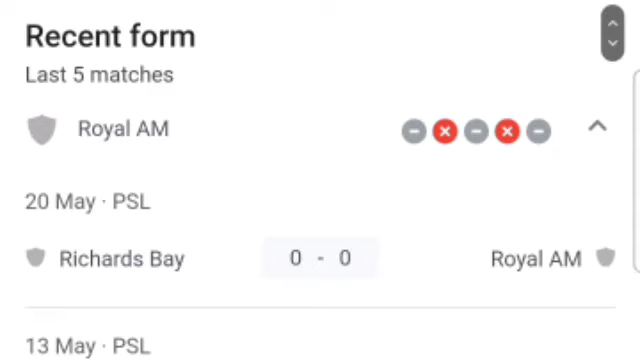 Recent form
Last 5 matches
Royal AM
20 May · PSL
Richards Bay 0 - 0 Royal AM
13 May · PSL